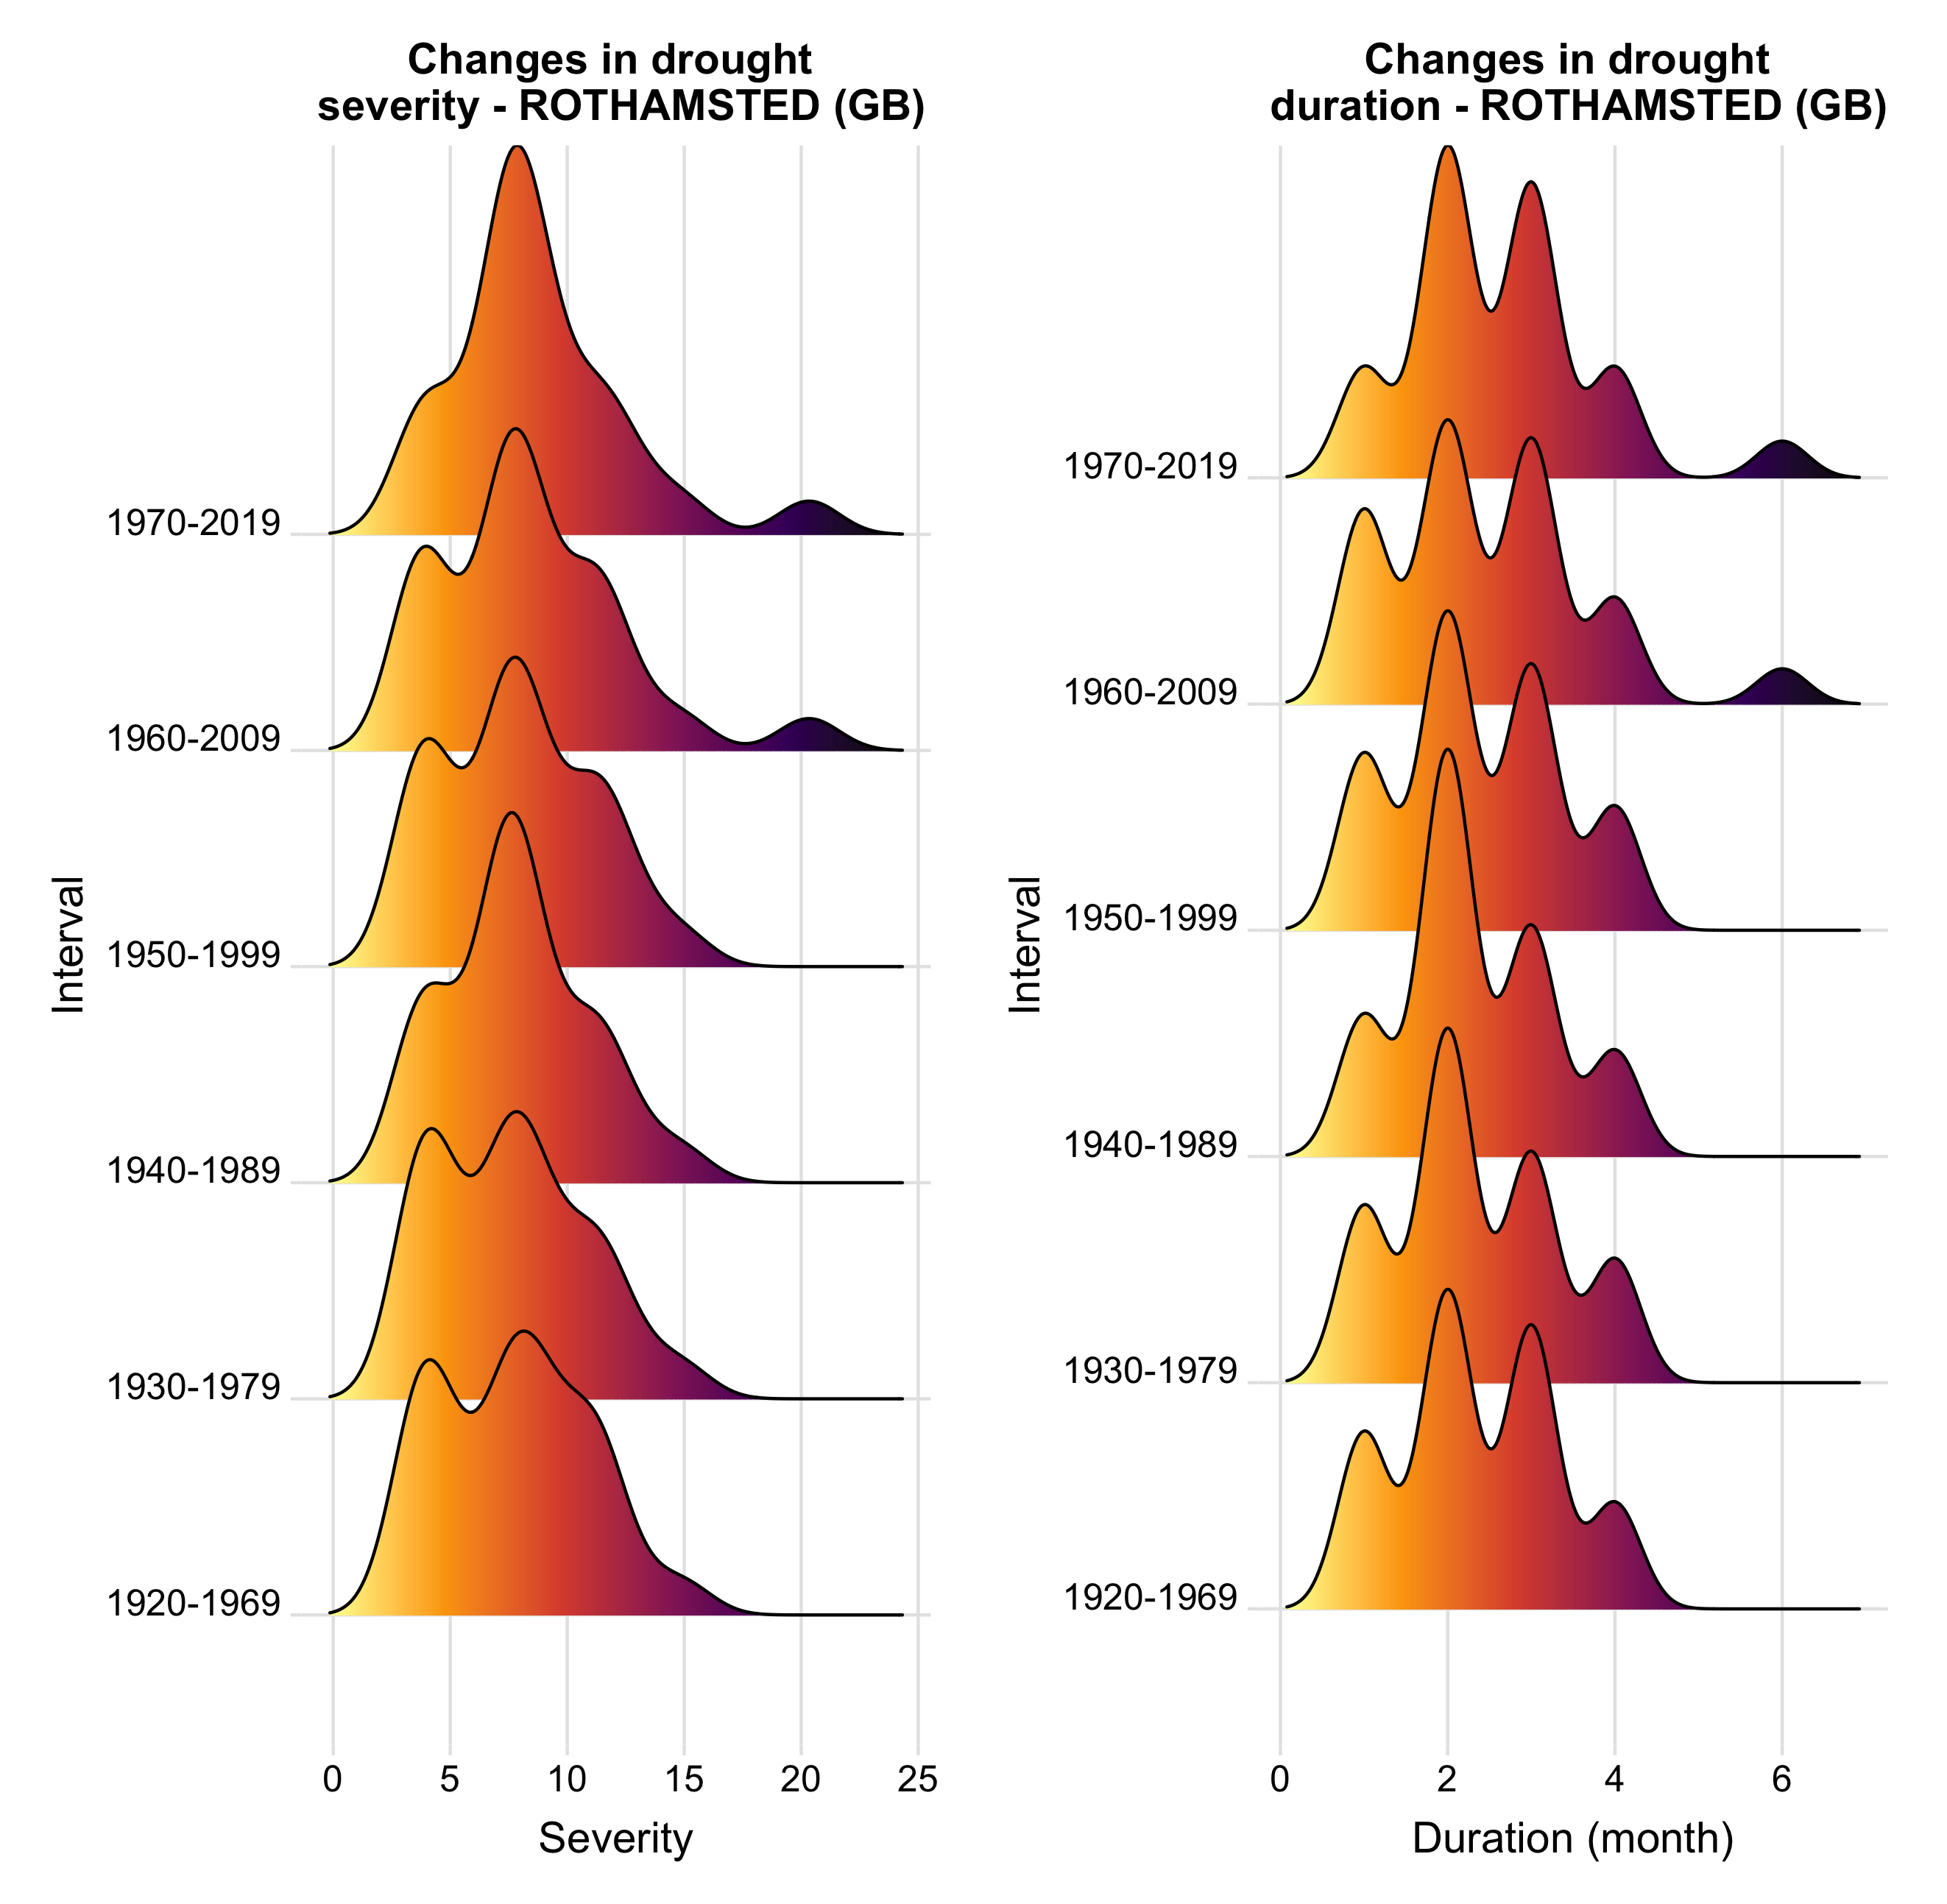 Changes in drought
severity - ROTHAMSTED (GB)
Interval
1970-2019
1960-2009
1950-1999
1940-1989
1930-1979
1920-1969
0 5 10 15 20 25
Severity
Changes in drought
duration - ROTHAMSTED (GB)
Interval
1970-2019
1960-2009
1950-1999
1940-1989
1930-1979
1920-1969
0 2 4 6
Duration (month)